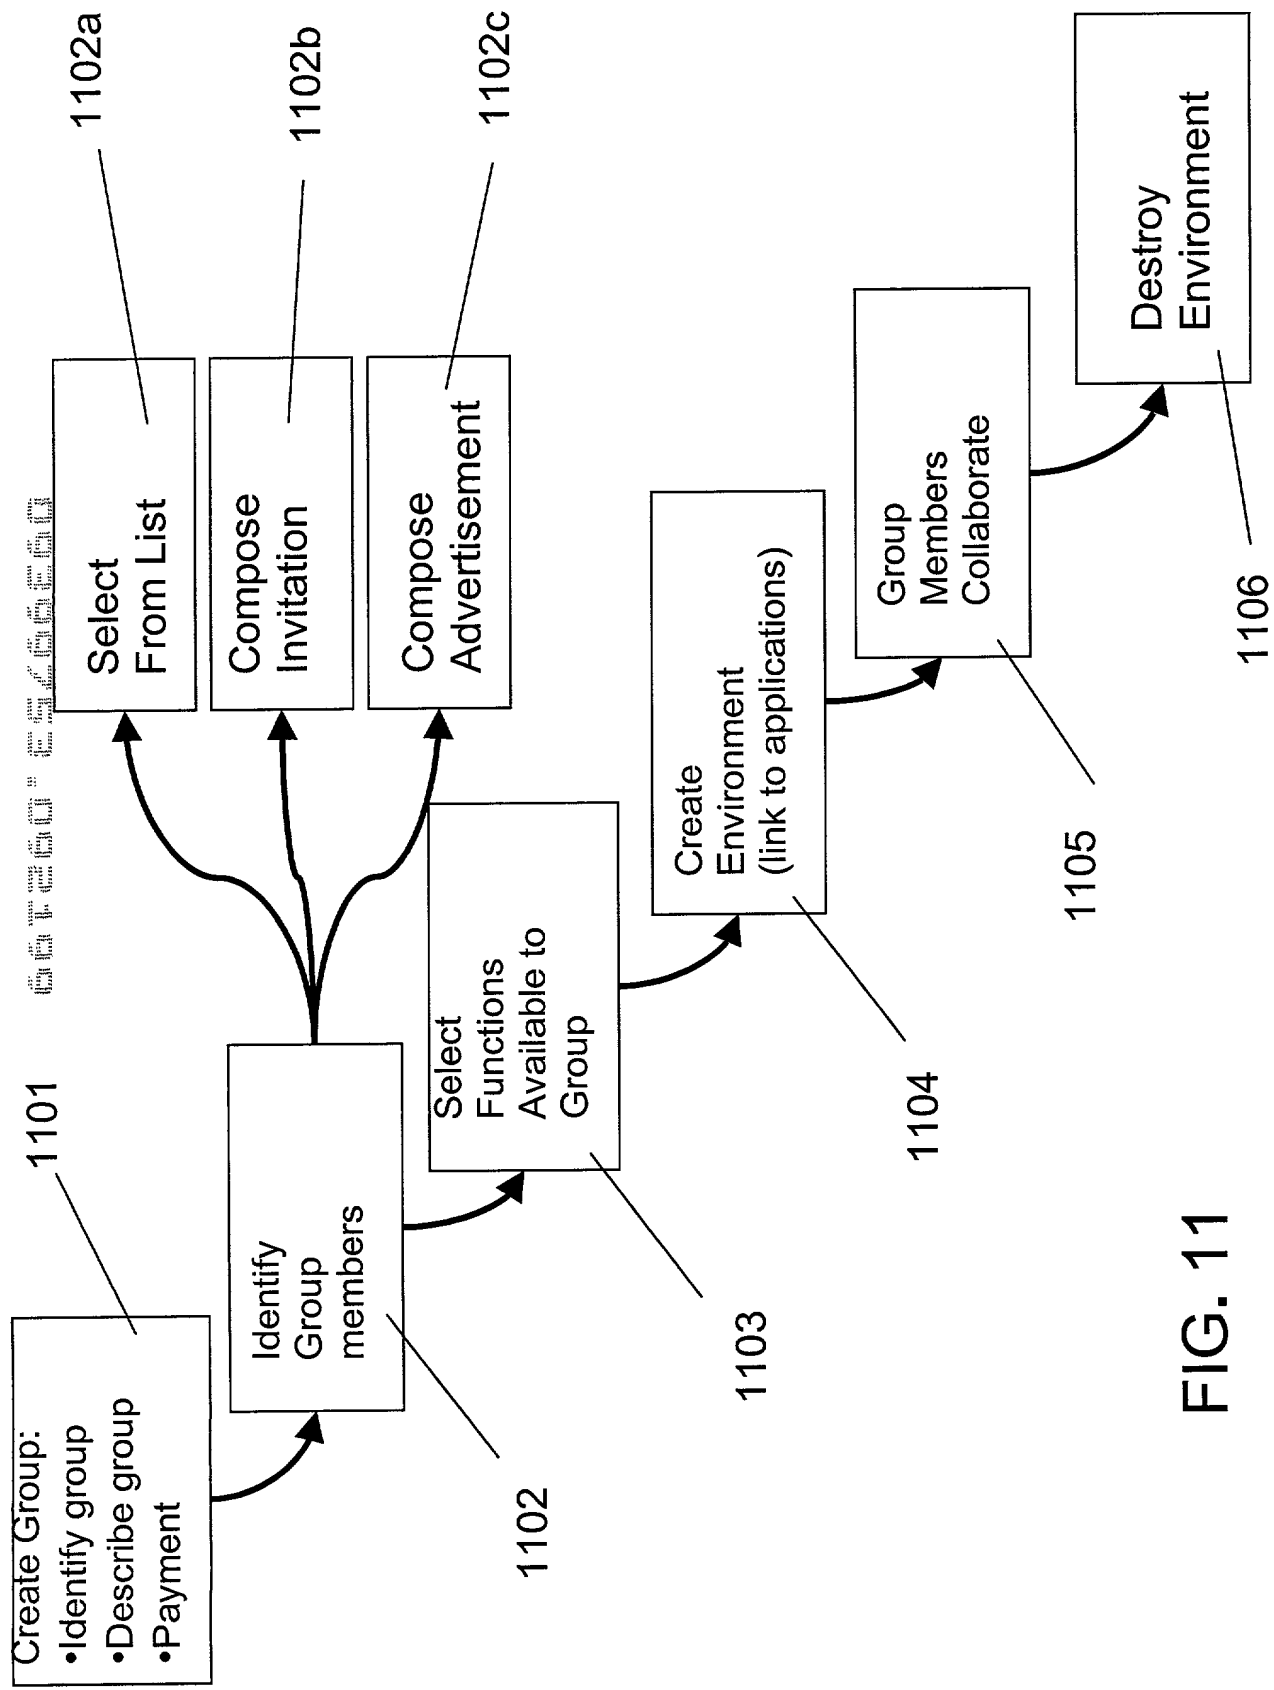 1101
Create Group:
•Identify group
•Describe group
•Payment
1102
Identify
Group
members
1102a
Select
From List
1102b
Compose
Invitation
1102c
Compose
Advertisement
1103
Select
Functions
Available to
Group
1104
Create
Environment
(link to applications)
1105
Group
Members
Collaborate
1106
Destroy
Environment
FIG. 11